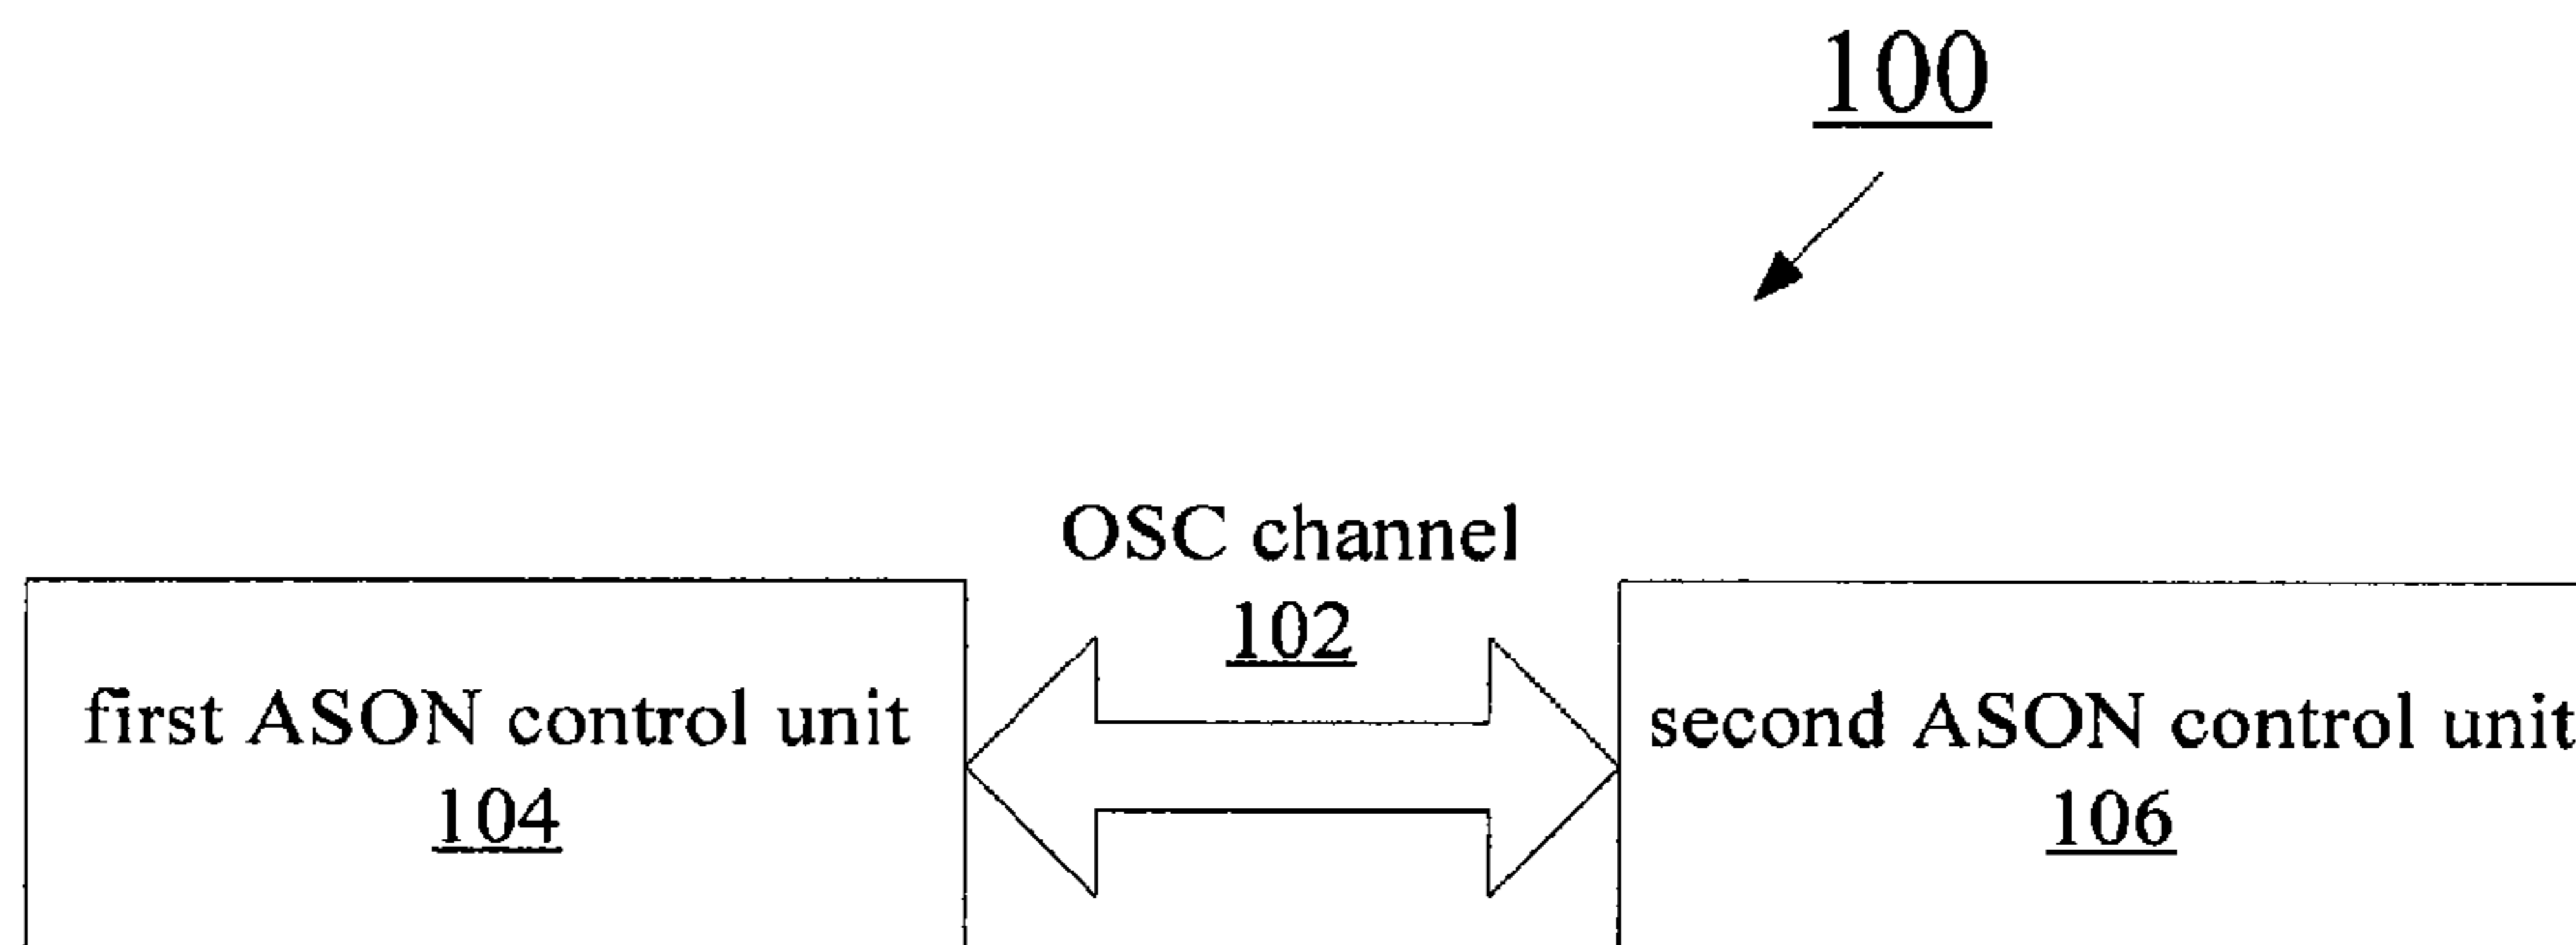 100
OSC channel
102
first ASON control unit
104
second ASON control unit
106